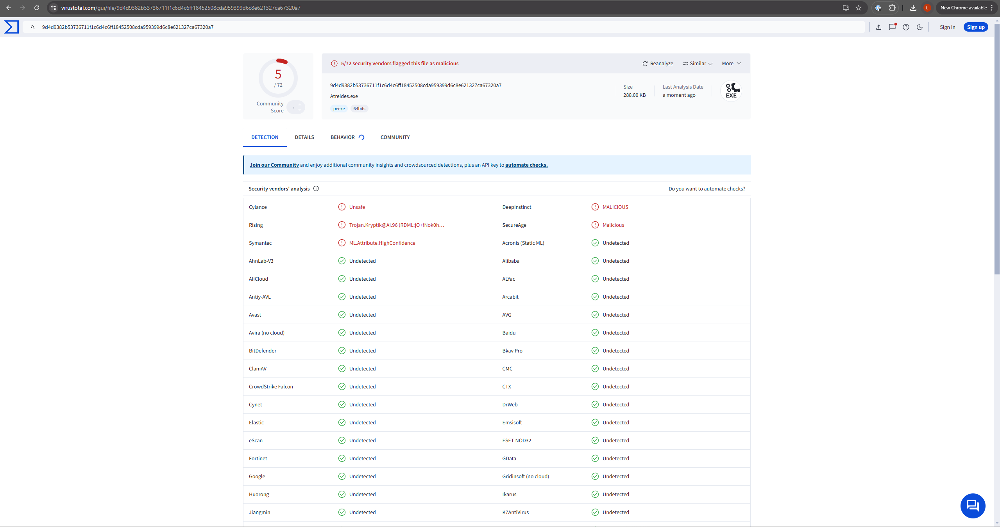 virustotal.com/gui/file/9d4d9382b53736711f1c6d4c6ff18452508cda959399d6c8e621327ca67320a7
L
New Chrome available
9d4d9382b53736711f1c6d4c6ff18452508cda959399d6c8e621327ca67320a7
Sign in
Sign up
5
/ 72
Community
Score
5/72 security vendors flagged this file as malicious
Reanalyze
Similar
More
9d4d9382b53736711f1c6d4c6ff18452508cda959399d6c8e621327ca67320a7
Atreides.exe
peexe
64bits
Size
288.00 KB
Last Analysis Date
a moment ago
EXE
DETECTION
DETAILS
BEHAVIOR
COMMUNITY
Join our Community and enjoy additional community insights and crowdsourced detections, plus an API key to automate checks.
Security vendors' analysis
Do you want to automate checks?
Cylance Unsafe DeepInstinct MALICIOUS
Rising Trojan.Kryptik@AI.96 (RDML:jO+fNok0h... SecureAge Malicious
Symantec ML.Attribute.HighConfidence Acronis (Static ML) Undetected
AhnLab-V3 Undetected Alibaba Undetected
AliCloud Undetected ALYac Undetected
Antiy-AVL Undetected Arcabit Undetected
Avast Undetected AVG Undetected
Avira (no cloud) Undetected Baidu Undetected
BitDefender Undetected Bkav Pro Undetected
ClamAV Undetected CMC Undetected
CrowdStrike Falcon Undetected CTX Undetected
Cynet Undetected DrWeb Undetected
Elastic Undetected Emsisoft Undetected
eScan Undetected ESET-NOD32 Undetected
Fortinet Undetected GData Undetected
Google Undetected Gridinsoft (no cloud) Undetected
Huorong Undetected Ikarus Undetected
Jiangmin Undetected K7AntiVirus Undetected